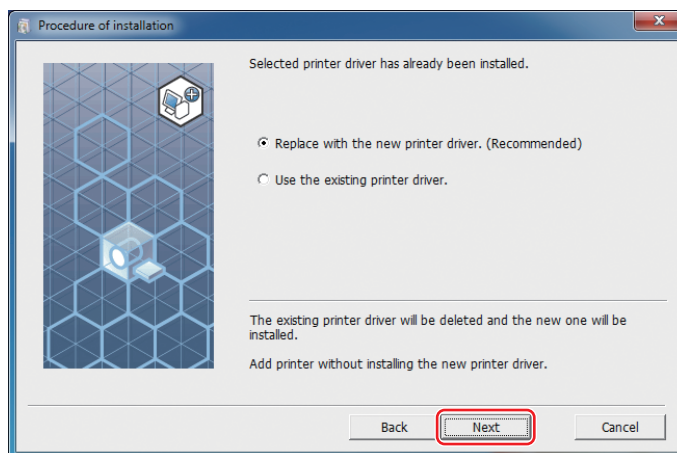 Procedure of installation
x
Selected printer driver has already been installed.
Replace with the new printer driver. (Recommended)
Use the existing printer driver.
The existing printer driver will be deleted and the new one will be
installed.
Add printer without installing the new printer driver.
Back Next Cancel